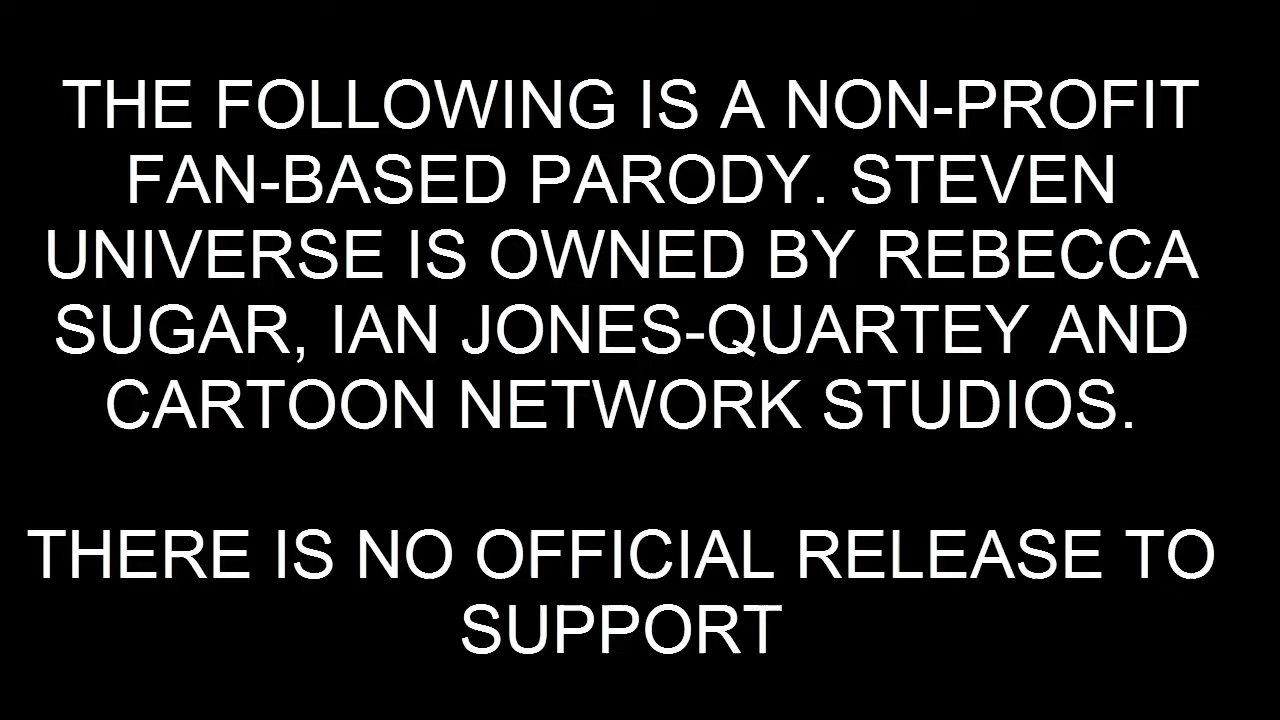 THE FOLLOWING IS A NON-PROFIT
FAN-BASED PARODY. STEVEN
UNIVERSE IS OWNED BY REBECCA
SUGAR, IAN JONES-QUARTEY AND
CARTOON NETWORK STUDIOS.
THERE IS NO OFFICIAL RELEASE TO
SUPPORT